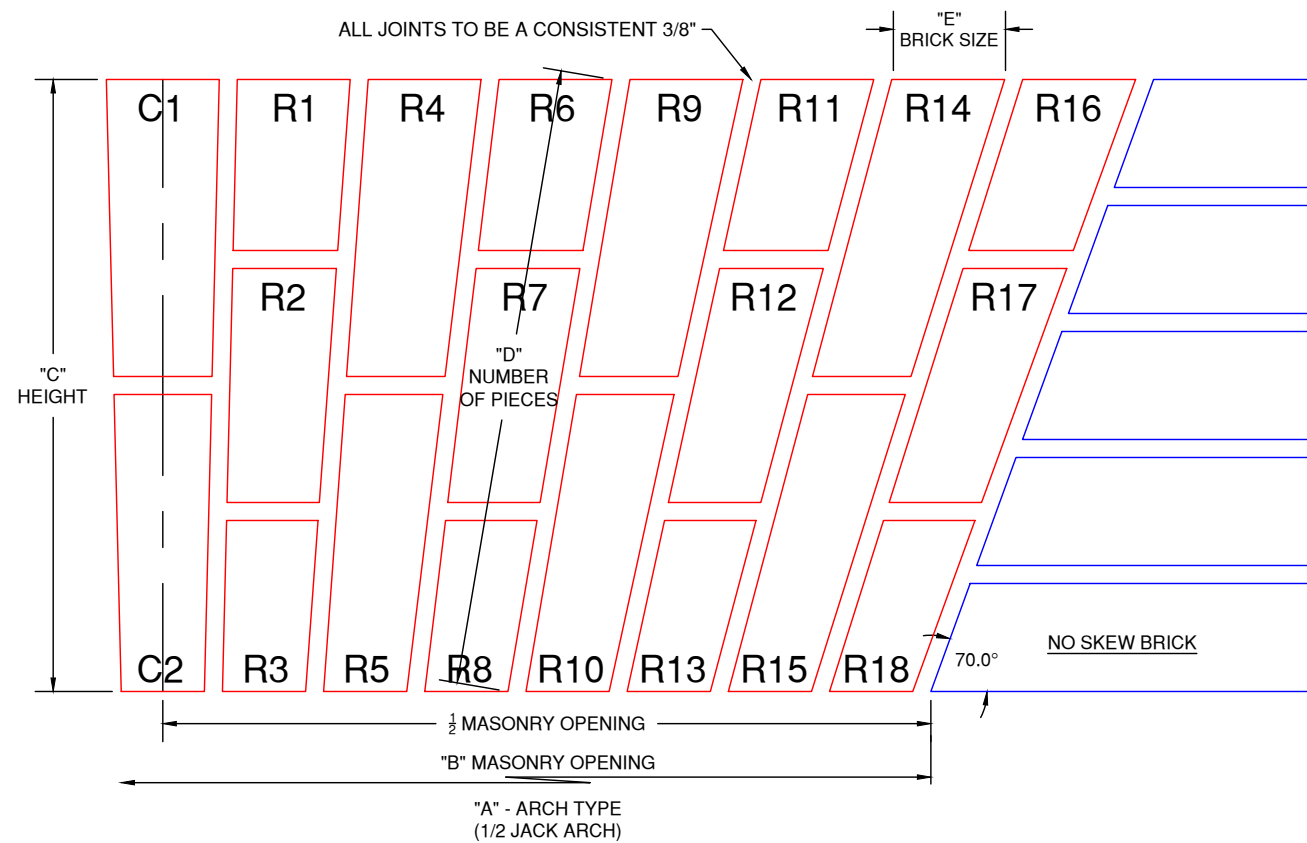 ALL JOINTS TO BE A CONSISTENT 3/8"
"E"
BRICK SIZE
C1
R1
R4
R6
R9
R11
R14
R16
R2
R7
R12
R17
"C"
HEIGHT
"D"
NUMBER
OF PIECES
C2
R3
R5
R8
R10
R13
R15
R18
70.0°
NO SKEW BRICK
½ MASONRY OPENING
"B" MASONRY OPENING
"A" - ARCH TYPE
(1/2 JACK ARCH)